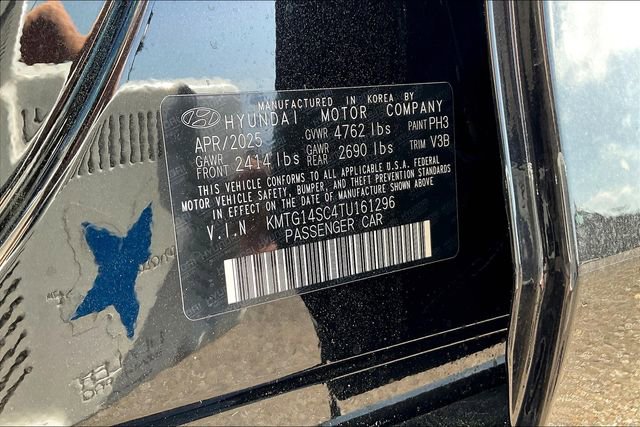 MANUFACTURED IN KOREA BY
HYUNDAI MOTOR COMPANY
APR/2025 GVWR 4762 lbs PAINT PH3
GAWR FRONT 2414 lbs GAWR REAR 2690 lbs TRIM V3B
THIS VEHICLE CONFORMS TO ALL APPLICABLE U.S.A. FEDERAL
MOTOR VEHICLE SAFETY, BUMPER, AND THEFT PREVENTION STANDARDS
IN EFFECT ON THE DATE OF MANUFACTURE SHOWN ABOVE
V.I.N. KMTG14SC4TU161296
PASSENGER CAR